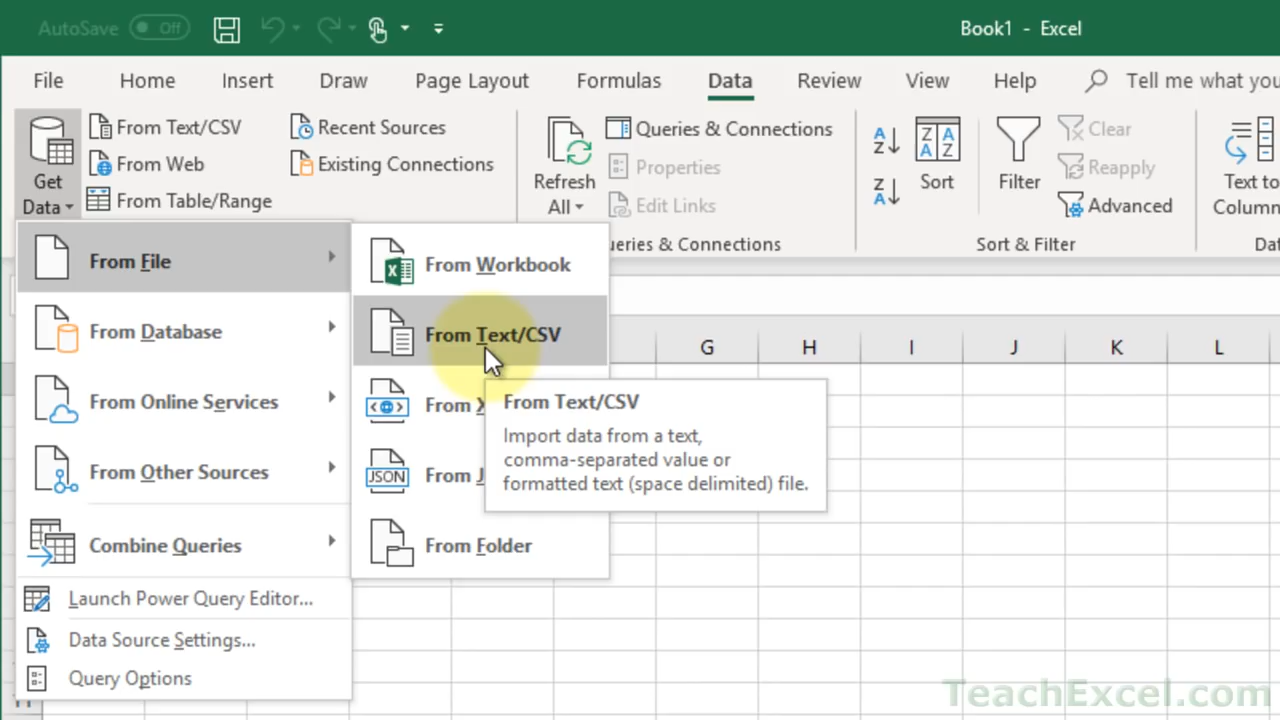 AutoSave Off
Book1 - Excel
File Home Insert Draw Page Layout Formulas Data Review View Help Tell me what you
Get Data
From Text/CSV
From Web
From Table/Range
Recent Sources
Existing Connections
Refresh All
Queries & Connections
Properties
Edit Links
ueries & Connections
Sort
Filter
Clear
Reapply
Advanced
Sort & Filter
Text to
Column
Dat
From File
From Database
From Online Services
From Other Sources
Combine Queries
Launch Power Query Editor...
Data Source Settings...
Query Options
From Workbook
From Text/CSV
From X
From J
JSON
From Folder
From Text/CSV
Import data from a text,
comma-separated value or
formatted text (space delimited) file.
G H I J K L
TeachExcel.com